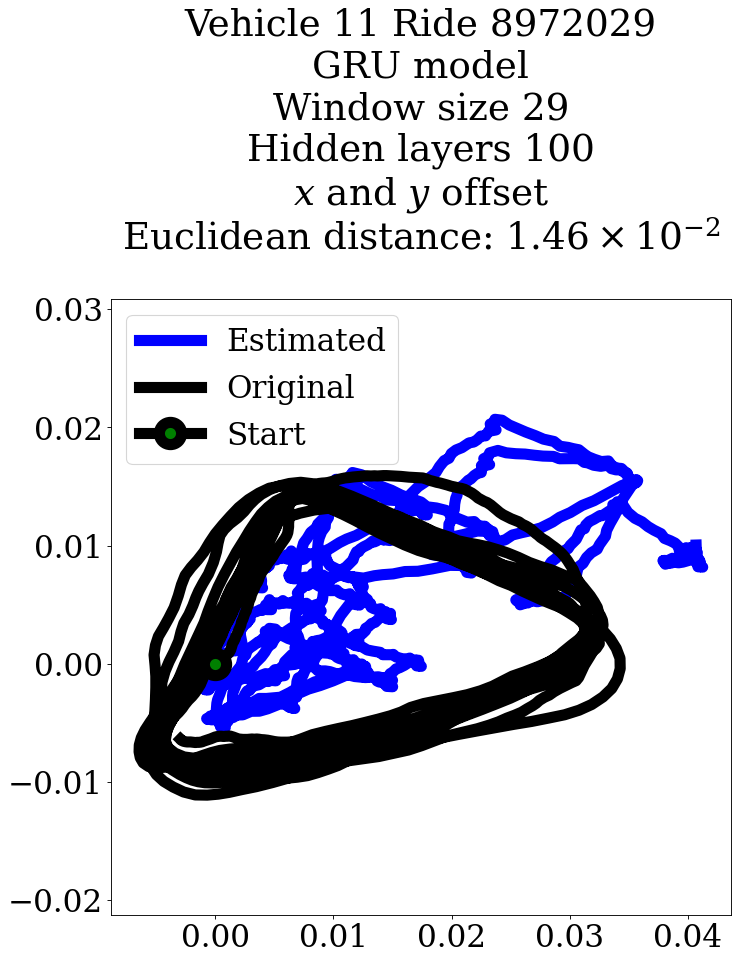 Vehicle 11 Ride 8972029
GRU model
Window size 29
Hidden layers 100
x and y offset
Euclidean distance: 1.46 × 10⁻²
Estimated
Original
Start
0.03
0.02
0.01
0.00
−0.01
−0.02
0.00 0.01 0.02 0.03 0.04